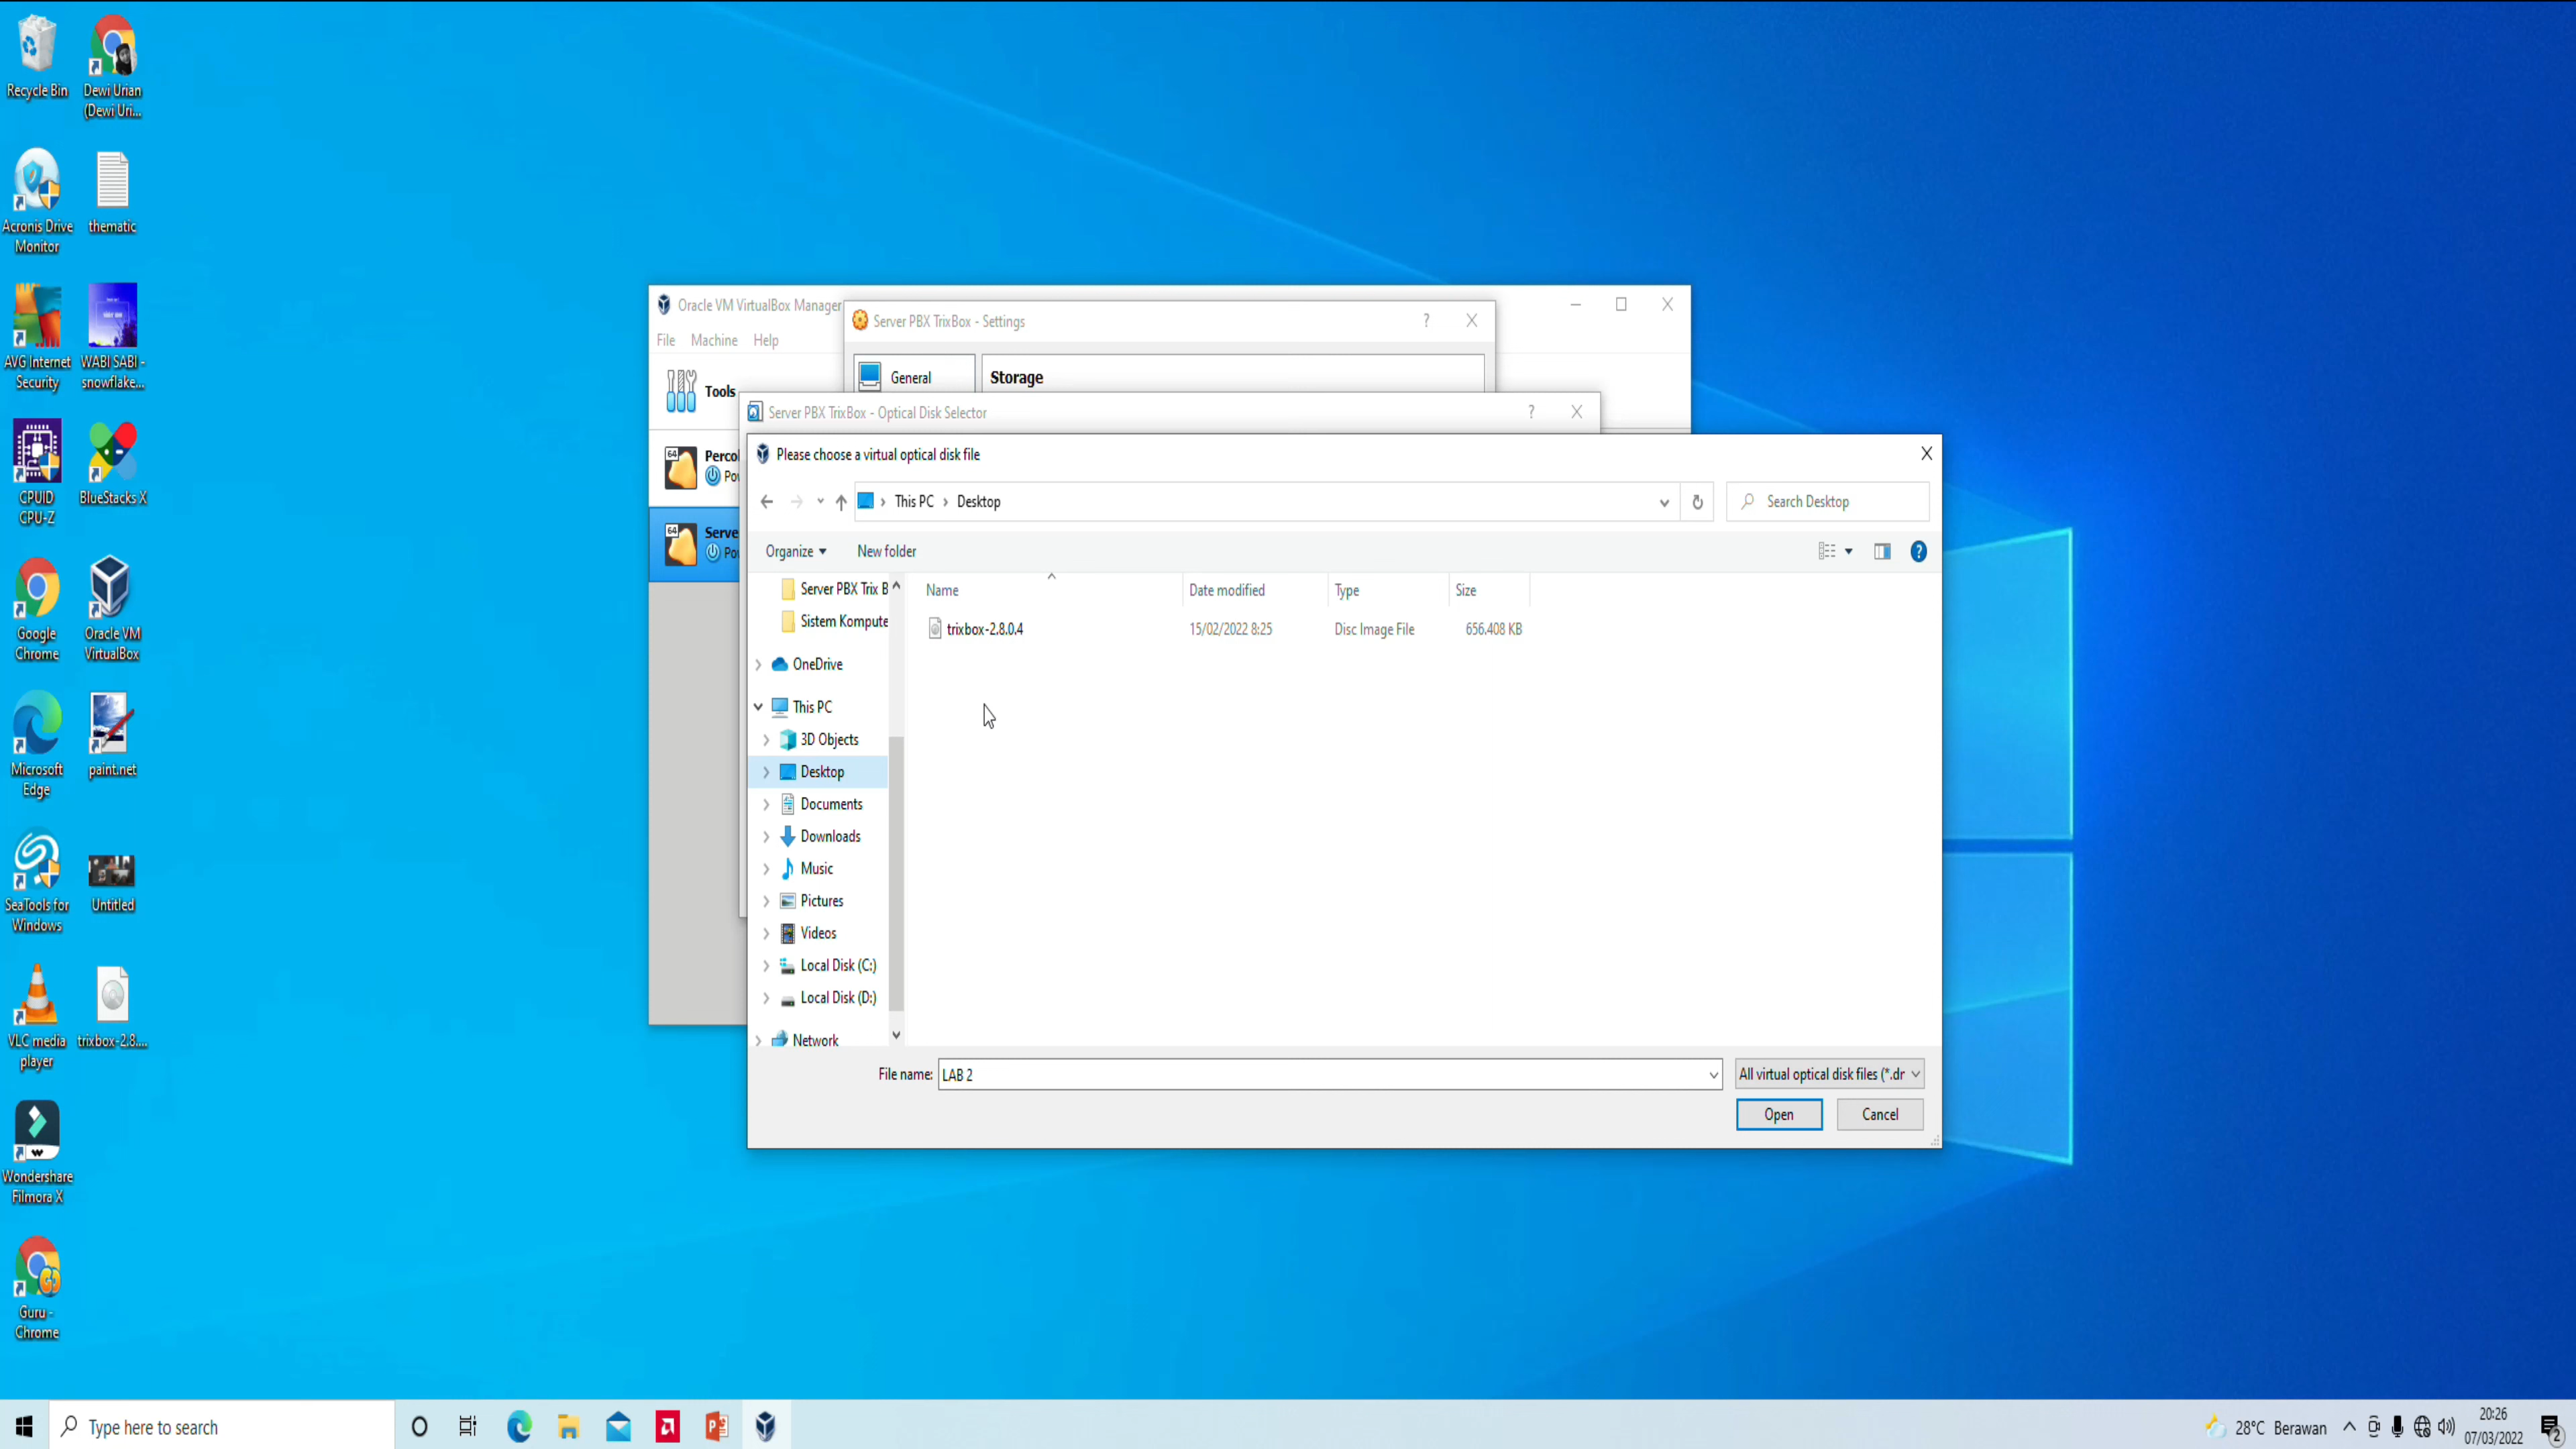 Recycle Bin
Dewi Urian
(Dewi Uri...
Acronis Drive
Monitor
thematic
AVG Internet
Security
WABI SABI -
snowflake...
CPUID
CPU-Z
BlueStacks X
Google
Chrome
Oracle VM
VirtualBox
Microsoft
Edge
paint.net
SeaTools for
Windows
Untitled
VLC media
player
trixbox-2.8....
Wondershare
Filmora X
Guru -
Chrome
Oracle VM VirtualBox Manager
File Machine Help
Tools
64
Perco
Po
64
Serve
Po
Server PBX TrixBox - Settings
?
General
Storage
Server PBX TrixBox - Optical Disk Selector
?
Please choose a virtual optical disk file
This PC › Desktop
Search Desktop
Organize
New folder
?
Server PBX Trix B
Sistem Kompute
OneDrive
This PC
3D Objects
Desktop
Documents
Downloads
Music
Pictures
Videos
Local Disk (C:)
Local Disk (D:)
Network
Name Date modified Type Size
trixbox-2.8.0.4 15/02/2022 8:25 Disc Image File 656.408 KB
File name: LAB 2
All virtual optical disk files (*.dr
Open
Cancel
Type here to search
28°C Berawan
20:26
07/03/2022
2